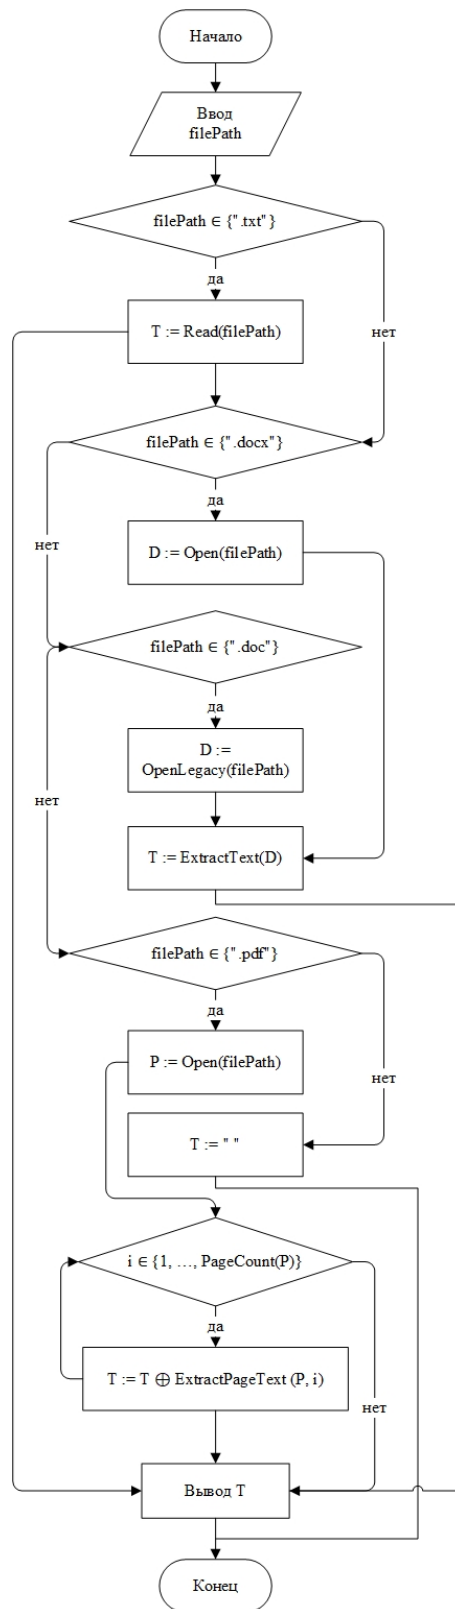 Начало
Ввод
filePath
filePath ∈ {".txt"}
да
T := Read(filePath)
нет
filePath ∈ {".docx"}
да
нет
D := Open(filePath)
filePath ∈ {".doc"}
да
D :=
OpenLegacy(filePath)
нет
T := ExtractText(D)
filePath ∈ {".pdf"}
да
P := Open(filePath)
нет
T := " "
i ∈ {1, …, PageCount(P)}
да
T := T ⊕ ExtractPageText (P, i)
нет
Вывод T
Конец